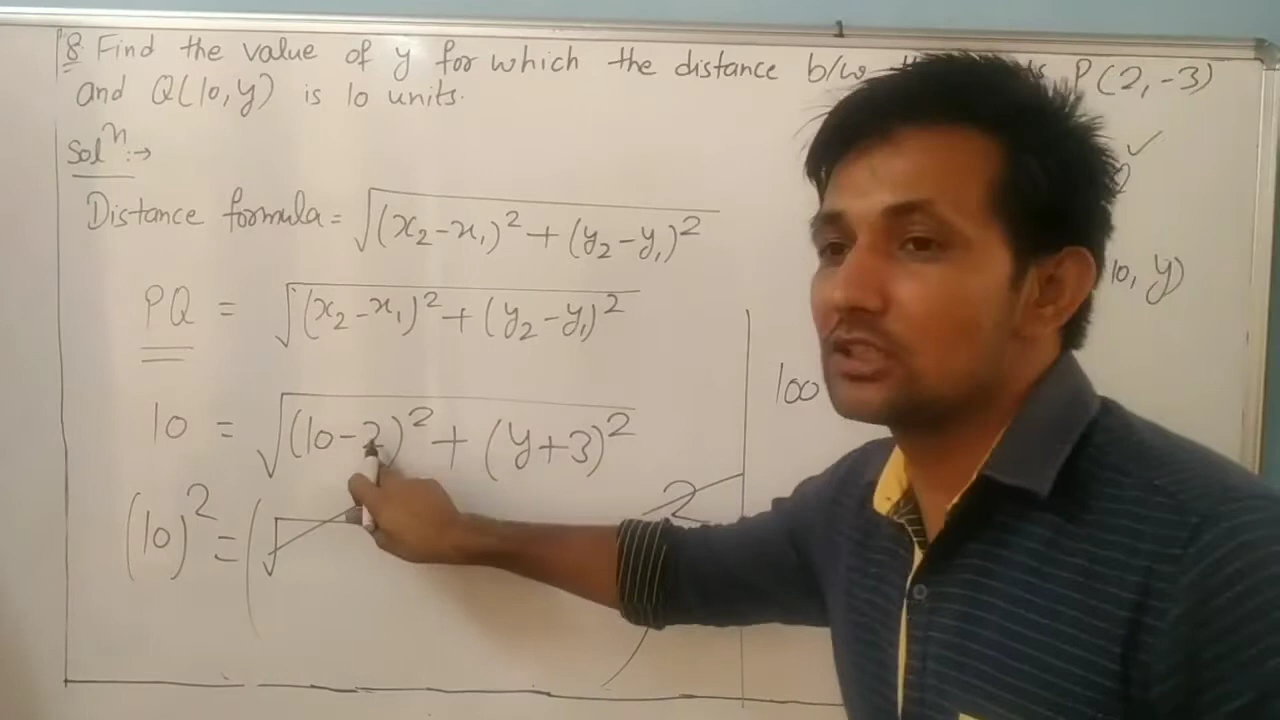 8 Find the value of y for which the distance b/w P(2,-3)
and Q(10,y) is 10 units.
Solⁿ:→
Distance formula = √(x₂-x₁)²+(y₂-y₁)²
PQ = √(x₂-x₁)²+(y₂-y₁)²
10 = √(10-2)²+(y+3)²
(10)² = (√ 2
10, y)
100